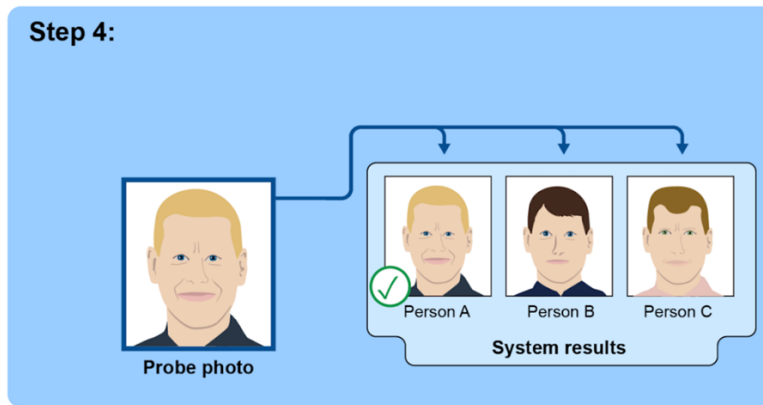 Step 4:
Person A
Person B
Person C
System results
Probe photo